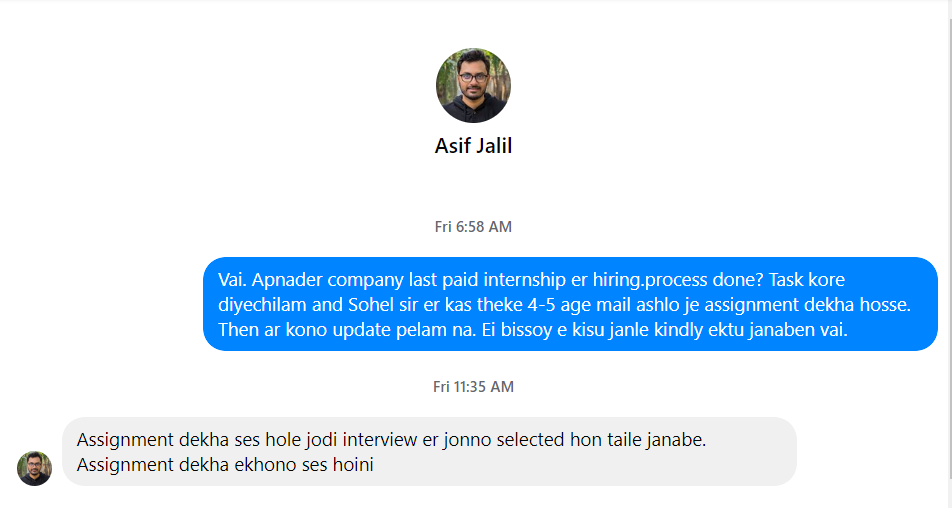 Asif Jalil
Fri 6:58 AM
Vai. Apnader company last paid internship er hiring.process done? Task kore
diyechilam and Sohel sir er kas theke 4-5 age mail ashlo je assignment dekha hosse.
Then ar kono update pelam na. Ei bissoy e kisu janle kindly ektu janaben vai.
Fri 11:35 AM
Assignment dekha ses hole jodi interview er jonno selected hon taile janabe.
Assignment dekha ekhono ses hoini